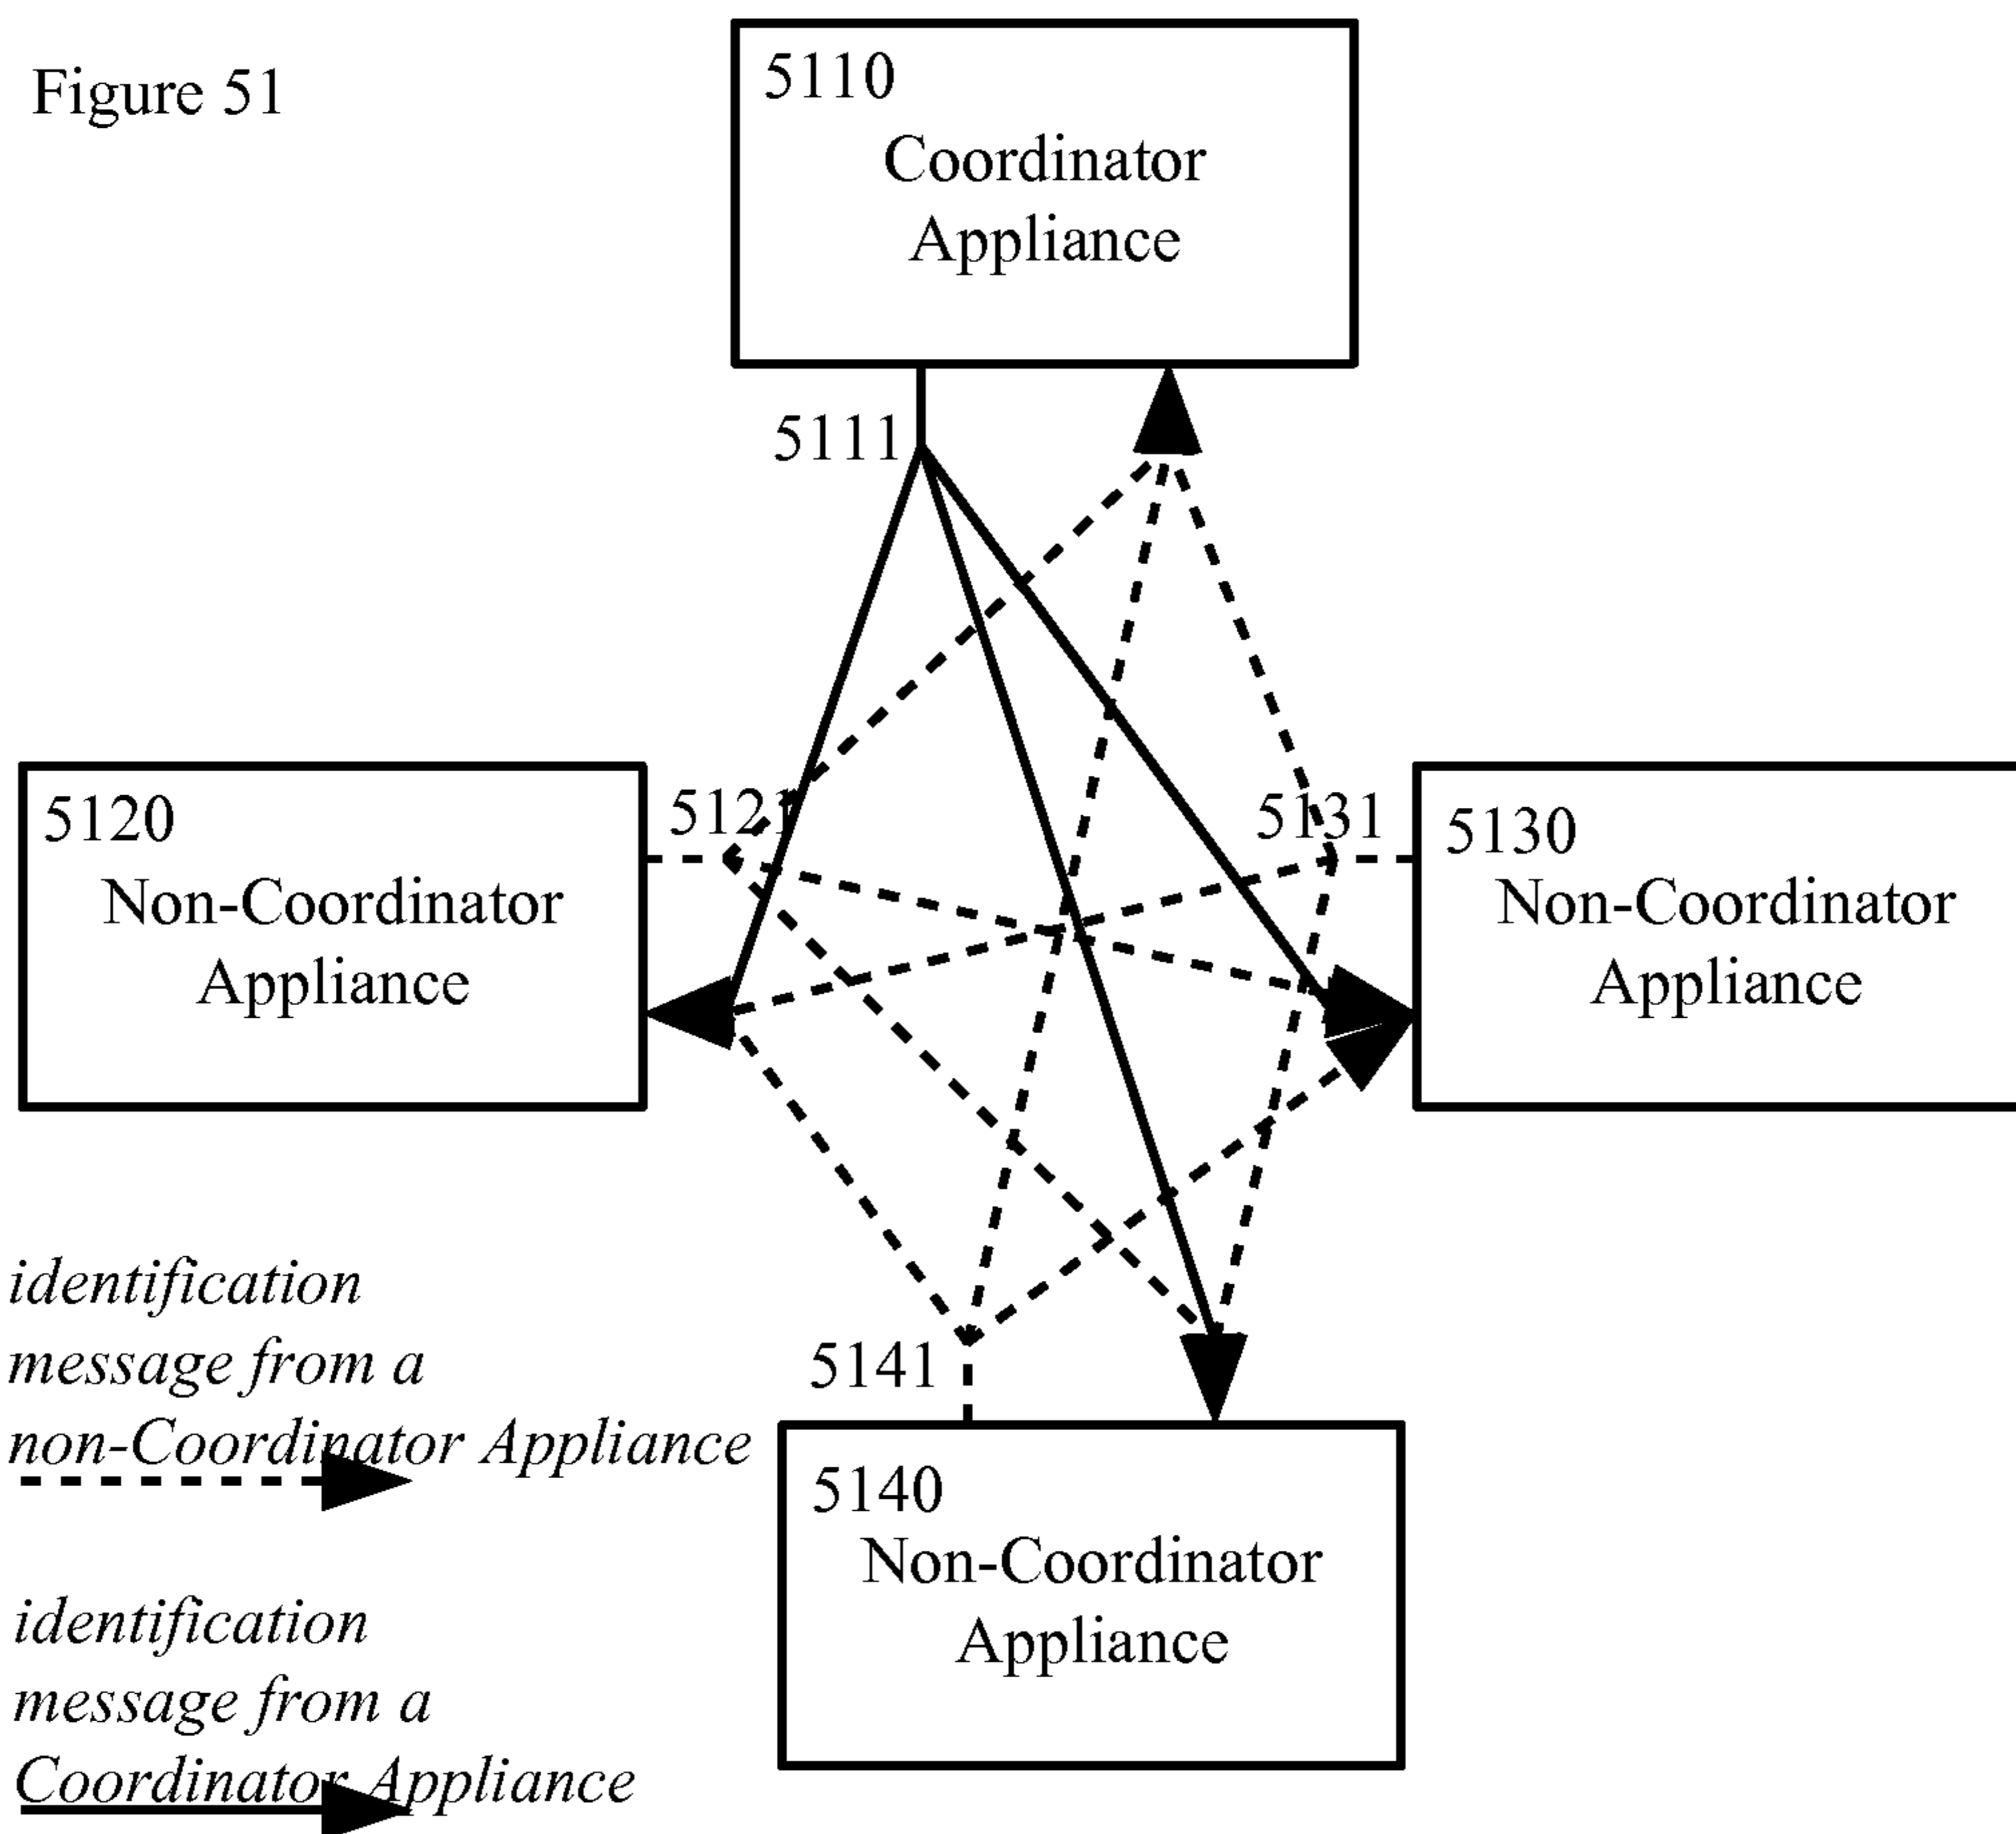 Figure 51
5110
Coordinator
Appliance
5111
5120
Non-Coordinator
Appliance
5121
5131
5130
Non-Coordinator
Appliance
identification
message from a
non-Coordinator Appliance
5141
5140
Non-Coordinator
Appliance
identification
message from a
Coordinator Appliance